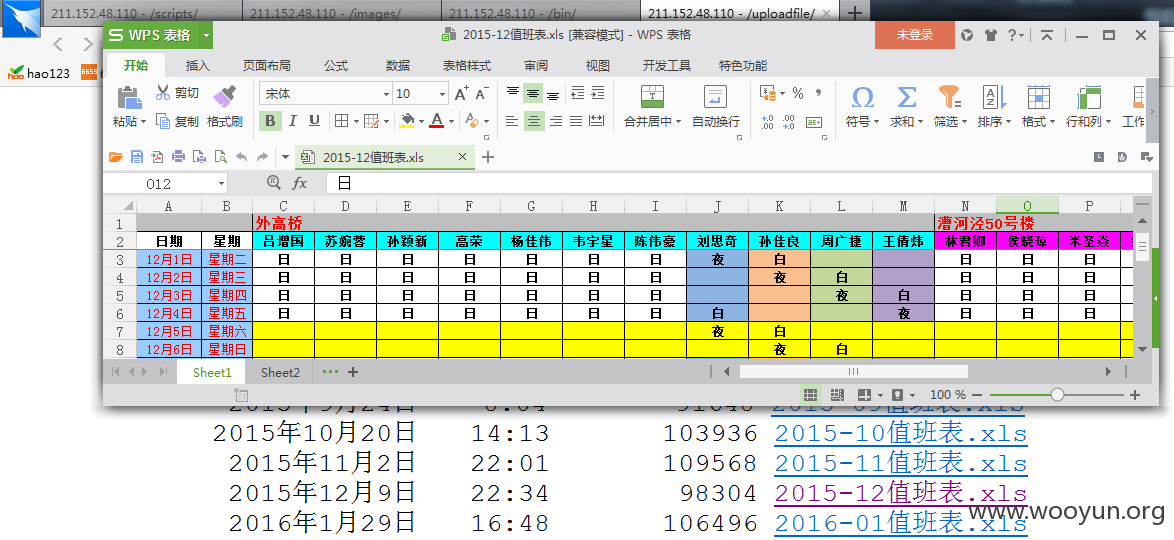 211.152.48.110 - /scripts/ 211.152.48.110 - /images/ 211.152.48.110 - /bin/ 211.152.48.110 - /uploadfile/
S WPS 表格 2015-12值班表.xls [兼容模式] - WPS 表格 未登录
开始 插入 页面布局 公式 数据 表格样式 审阅 视图 开发工具 特色功能
hao123
粘贴 剪切 复制 格式刷 宋体 10 B I U 合并居中 自动换行 符号 求和 筛选 排序 格式 行和列 工作
2015-12值班表.xls
O12 fx 日
A B C D E F G H I J K L M N O P
1 外高桥 漕河泾50号楼
2 日期 星期 吕增国 苏婉蓉 孙颖新 高荣 杨佳伟 韦宇星 陈伟豪 刘思奇 孙佳良 周广捷 王倩炜 林君卿 侯晓琼 米圣焱
3 12月1日 星期二 日 日 日 日 日 日 日 夜 白 日 日 日
4 12月2日 星期三 日 日 日 日 日 日 日 夜 白 日 日 日
5 12月3日 星期四 日 日 日 日 日 日 日 夜 白 日 日 日
6 12月4日 星期五 日 日 日 日 日 日 日 白 夜 日 日 日
7 12月5日 星期六 夜 白
8 12月6日 星期日 夜 白
Sheet1 Sheet2
100 %
2015年10月20日 14:13 103936 2015-10值班表.xls
2015年11月2日 22:01 109568 2015-11值班表.xls
2015年12月9日 22:34 98304 2015-12值班表.xls
2016年1月29日 16:48 106496 2016-01值班表.xls
www.wooyun.org